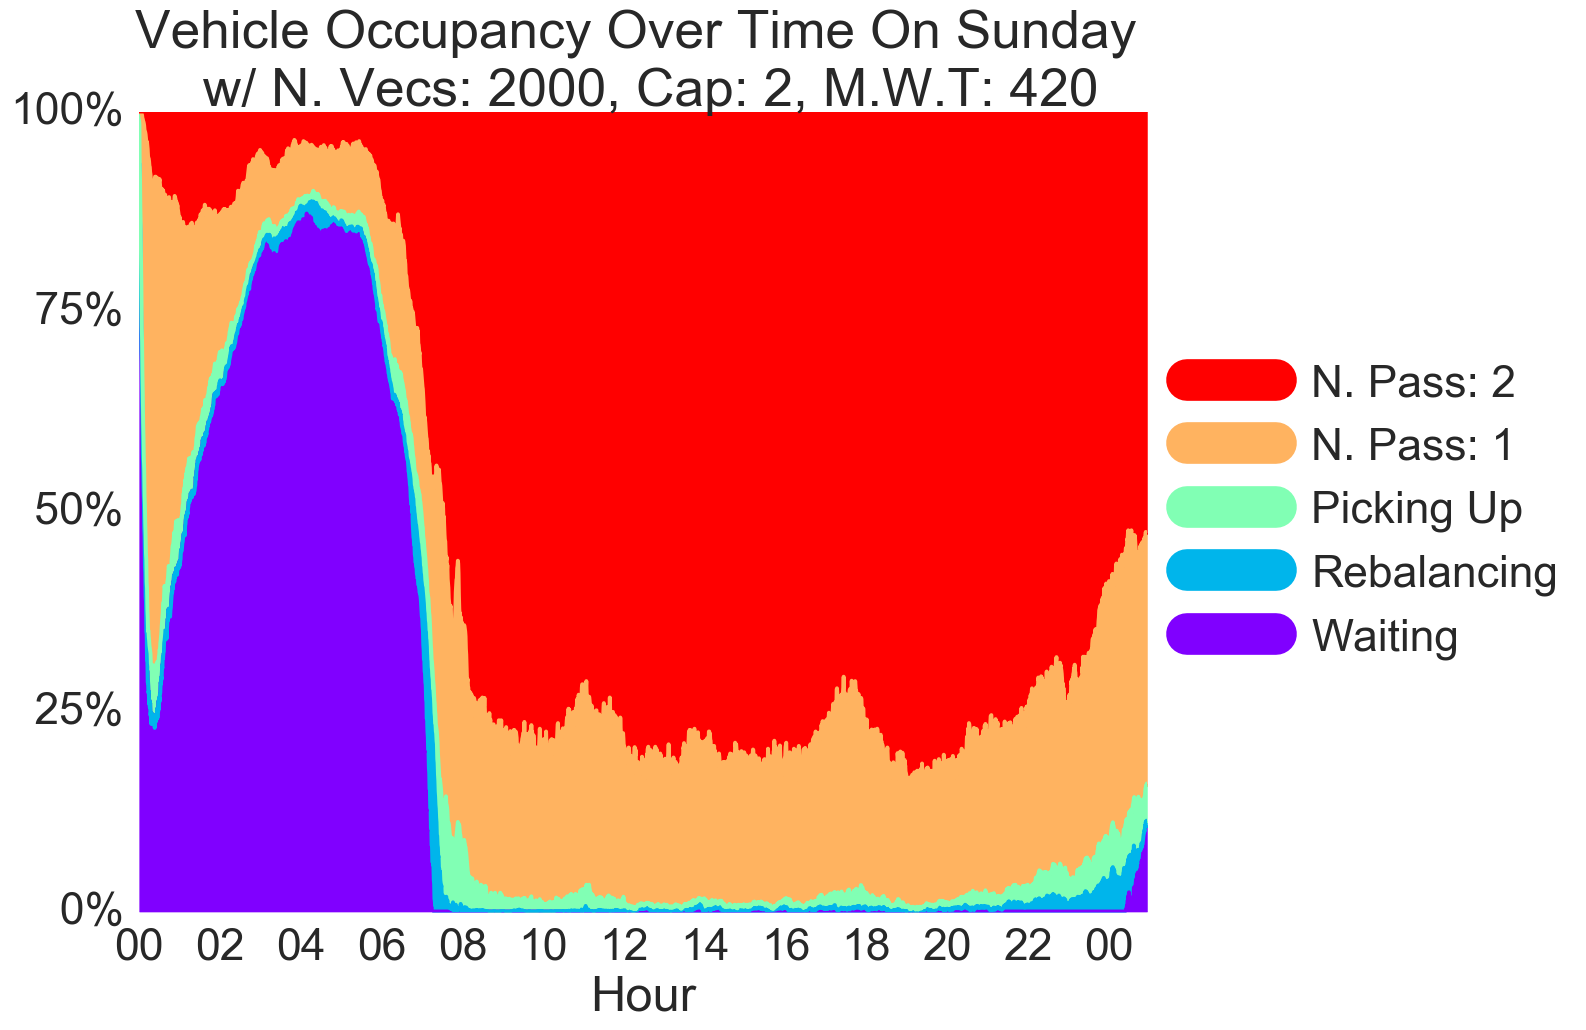 Vehicle Occupancy Over Time On Sunday
w/ N. Vecs: 2000, Cap: 2, M.W.T: 420
100%
75%
50%
25%
0%
00 02 04 06 08 10 12 14 16 18 20 22 00
Hour
N. Pass: 2
N. Pass: 1
Picking Up
Rebalancing
Waiting